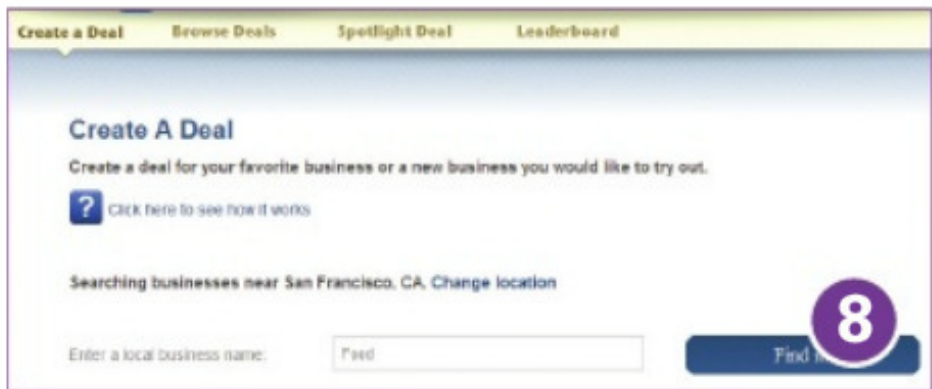 Create a Deal Browse Deals Spotlight Deal Leaderboard
Create A Deal
Create a deal for your favorite business or a new business you would like to try out.
? Click here to see how it works
Searching businesses near San Francisco, CA. Change location
Enter a local business name: Food Find
8